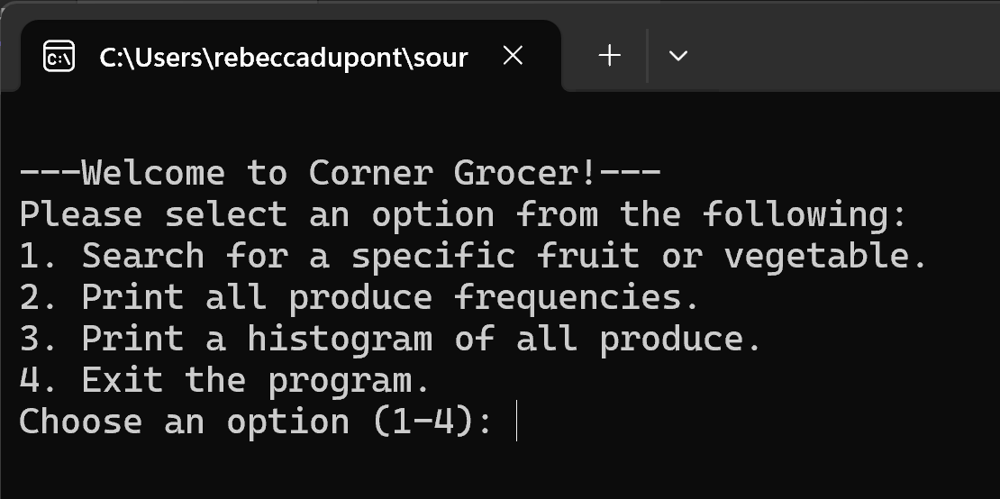 C:\Users\rebeccadupont\sour
---Welcome to Corner Grocer!---
Please select an option from the following:
1. Search for a specific fruit or vegetable.
2. Print all produce frequencies.
3. Print a histogram of all produce.
4. Exit the program.
Choose an option (1-4):